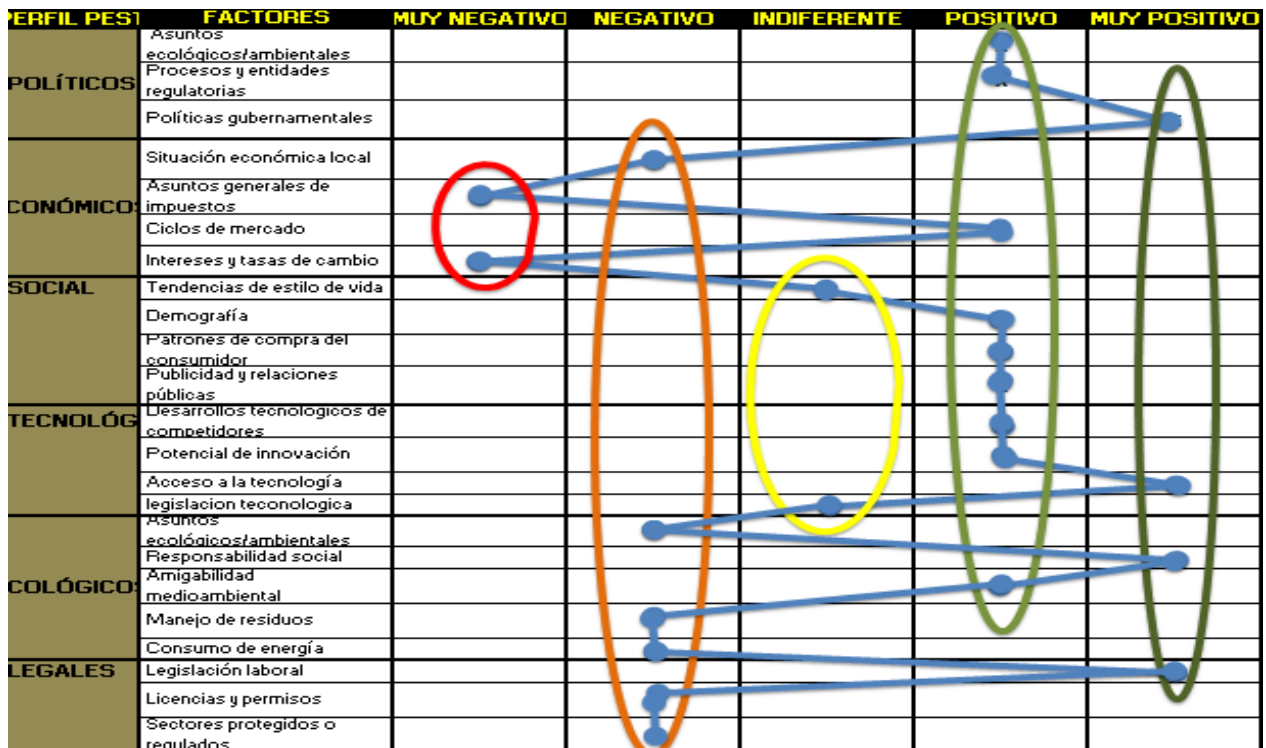 PERFIL PEST FACTORES MUY NEGATIVO NEGATIVO INDIFERENTE POSITIVO MUY POSITIVO
POLÍTICOS
Asuntos
ecológicos/ambientales
Procesos y entidades
regulatorias
Políticas gubernamentales
CONÓMICOS
Situación económica local
Asuntos generales de
impuestos
Ciclos de mercado
Intereses y tasas de cambio
SOCIAL
Tendencias de estilo de vida
Demografía
Patrones de compra del
consumidor
Publicidad y relaciones
públicas
TECNOLÓG
Desarrollos tecnologicos de
competidores
Potencial de innovación
Acceso a la tecnología
legislacion teconologica
COLÓGICOS
Asuntos
ecológicos/ambientales
Responsabilidad social
Amigabilidad
medioambiental
Manejo de residuos
Consumo de energía
LEGALES
Legislación laboral
Licencias y permisos
Sectores protegidos o
regulados